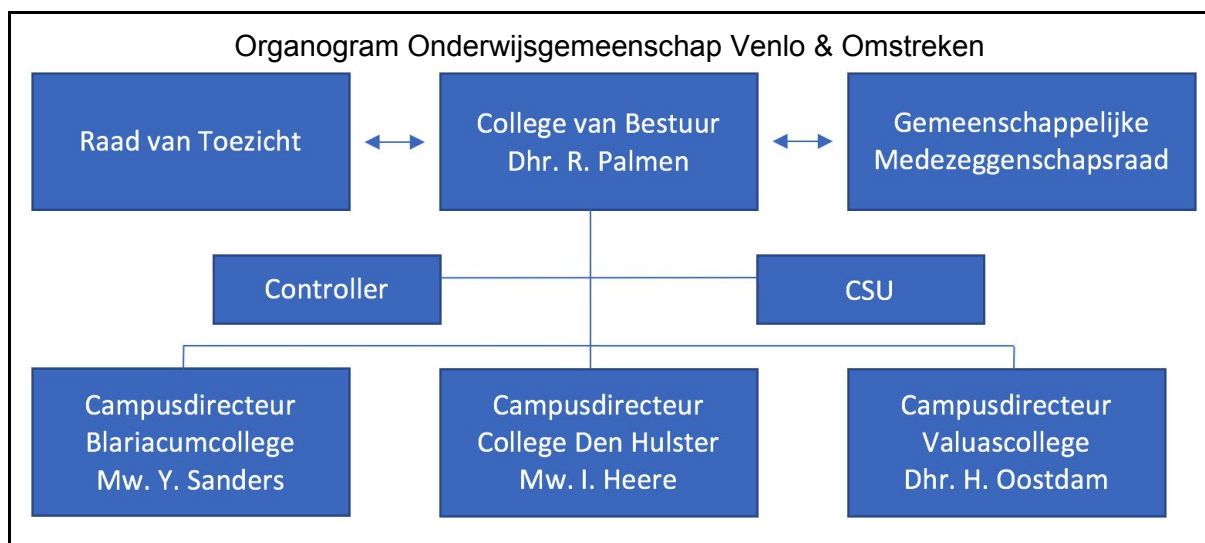 Organogram Onderwijsgemeenschap Venlo & Omstreken
Raad van Toezicht
College van Bestuur
Dhr. R. Palmen
Gemeenschappelijke
Medezeggenschapsraad
Controller
CSU
Campusdirecteur
Blariacumcollege
Mw. Y. Sanders
Campusdirecteur
College Den Hulster
Mw. I. Heere
Campusdirecteur
Valuascollege
Dhr. H. Oostdam